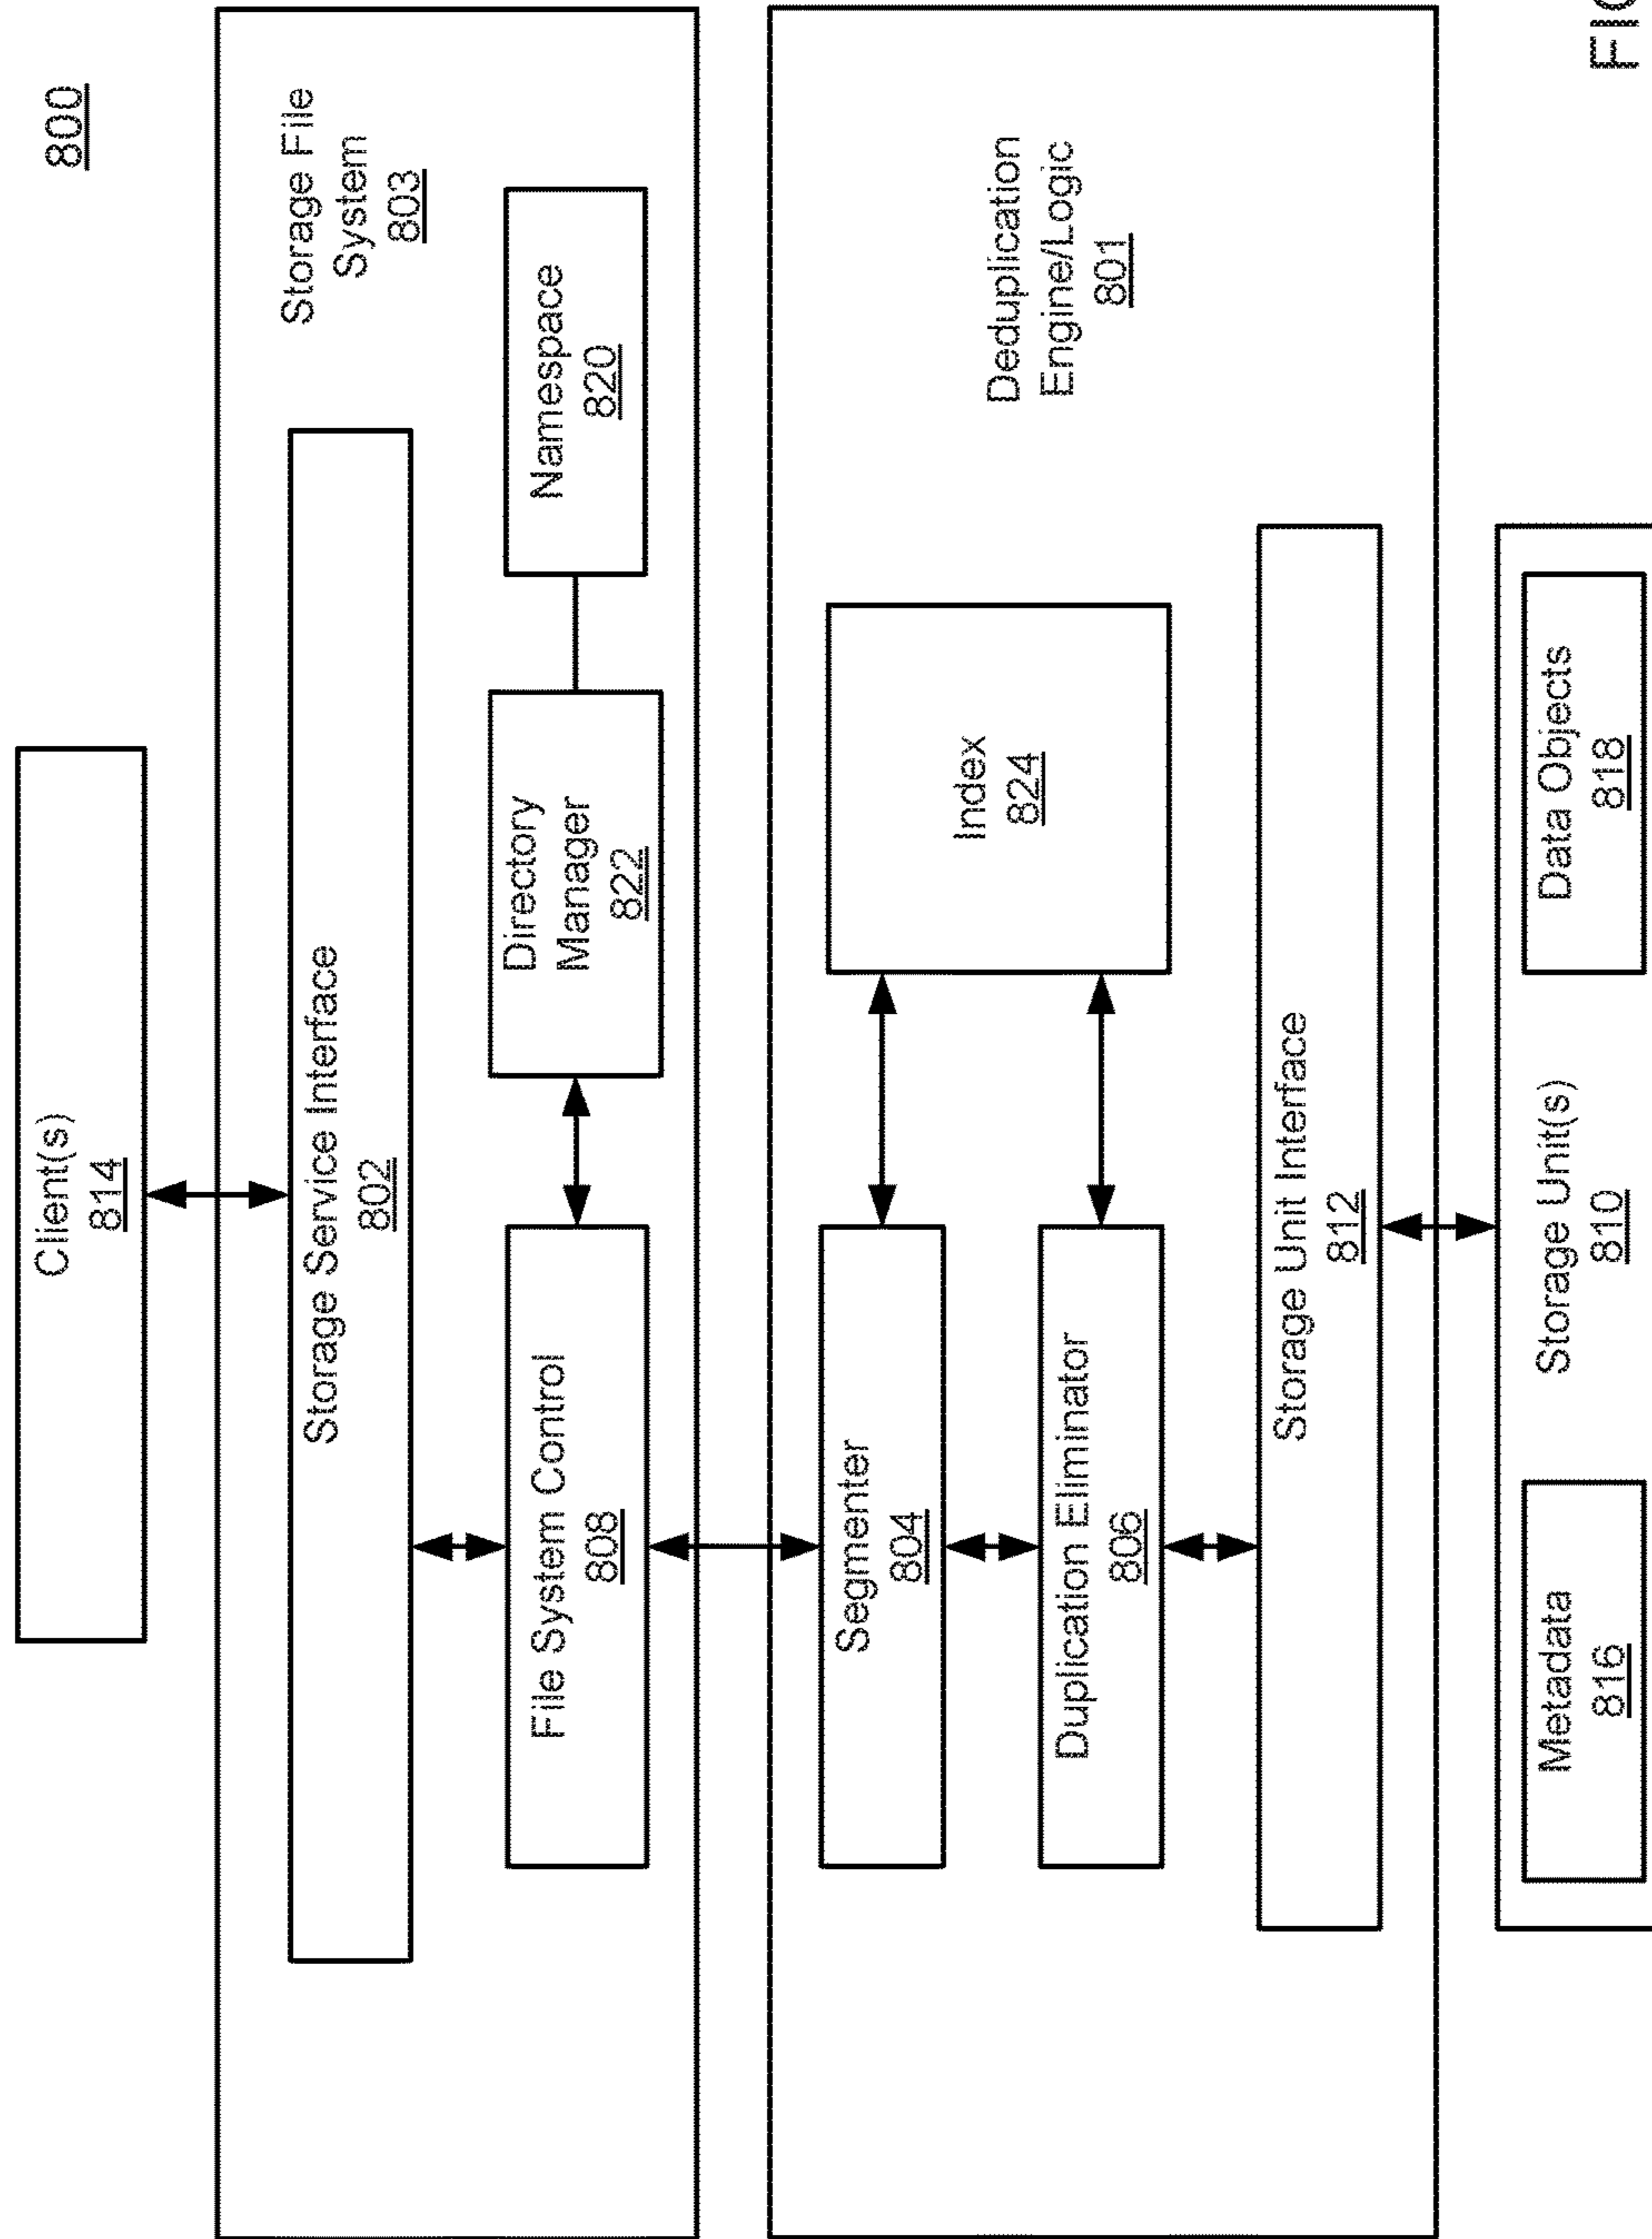 800
Client(s)
814
Storage File
System
803
Storage Service Interface
802
File System Control
808
Directory
Manager
822
Namespace
820
Deduplication
Engine/Logic
801
Segmenter
804
Index
824
Duplication Eliminator
806
Storage Unit Interface
812
Metadata
816
Storage Unit(s)
810
Data Objects
818